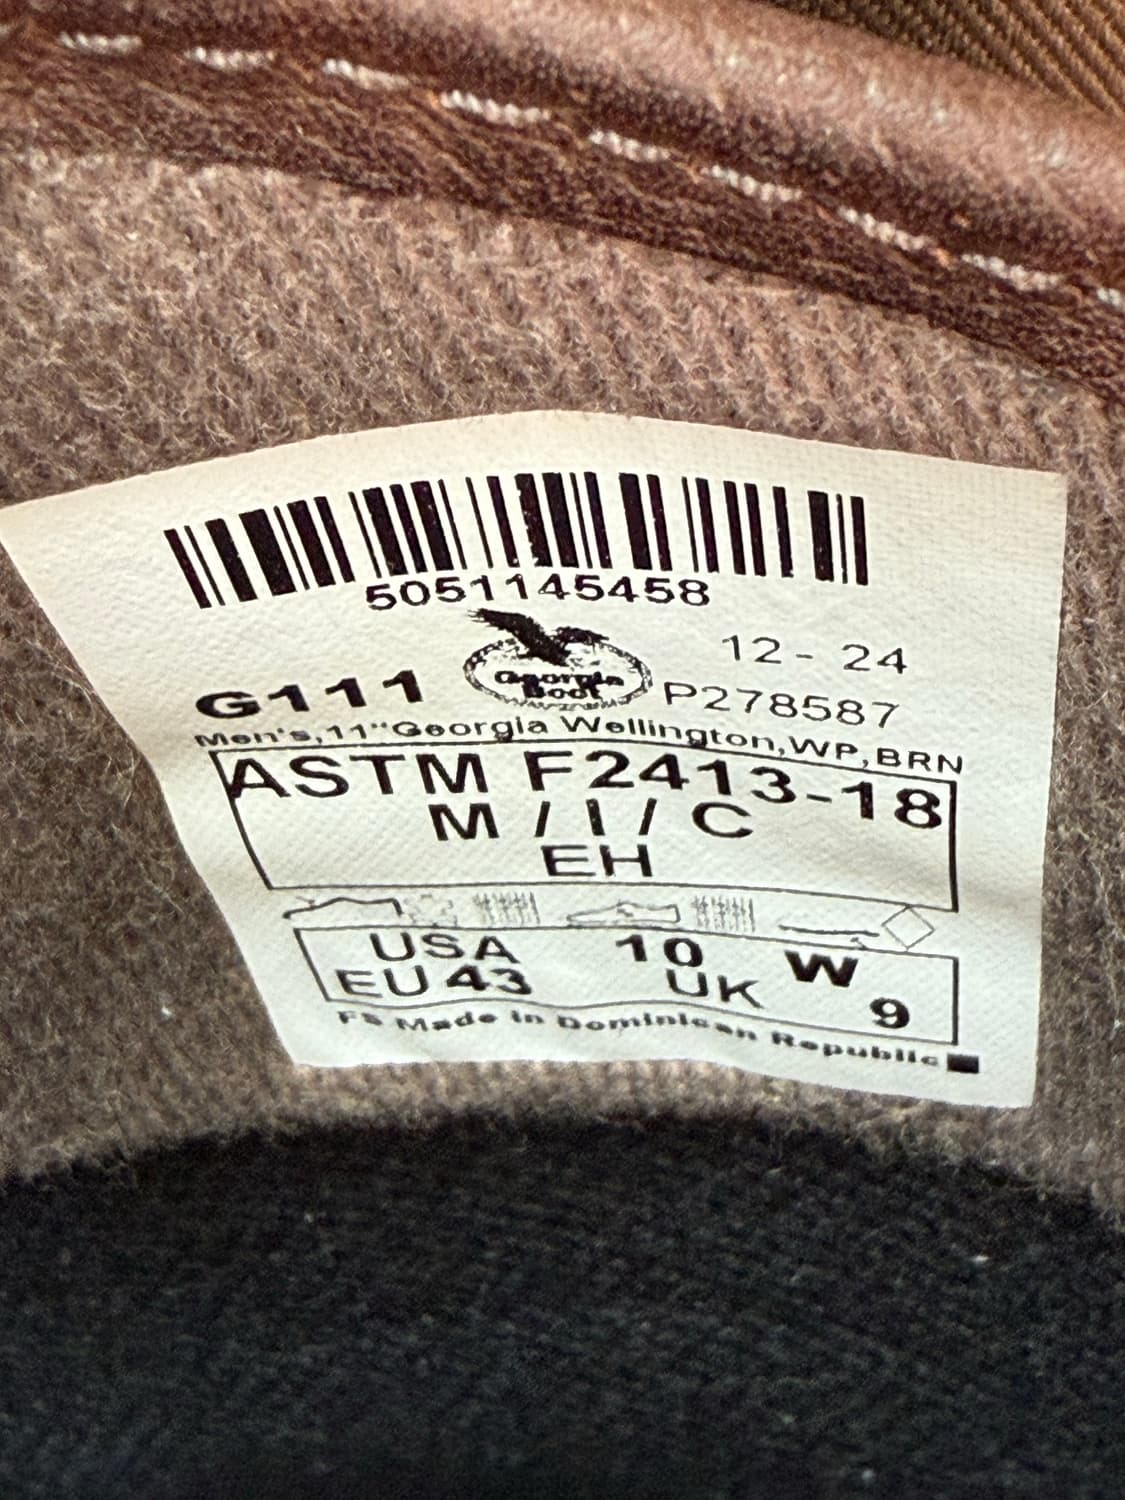 5051145458
Georgia
Boot
12- 24
G111
P278587
Men's,11"Georgia Wellington,WP,BRN
ASTM F2413-18
M / I / C
EH
USA 10 W
EU 43 UK 9
FS Made in Dominican Republic